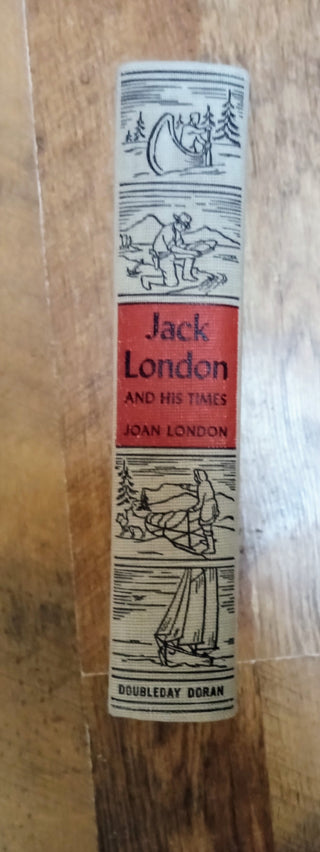 Jack
London
AND HIS TIMES
JOAN LONDON
DOUBLEDAY DORAN